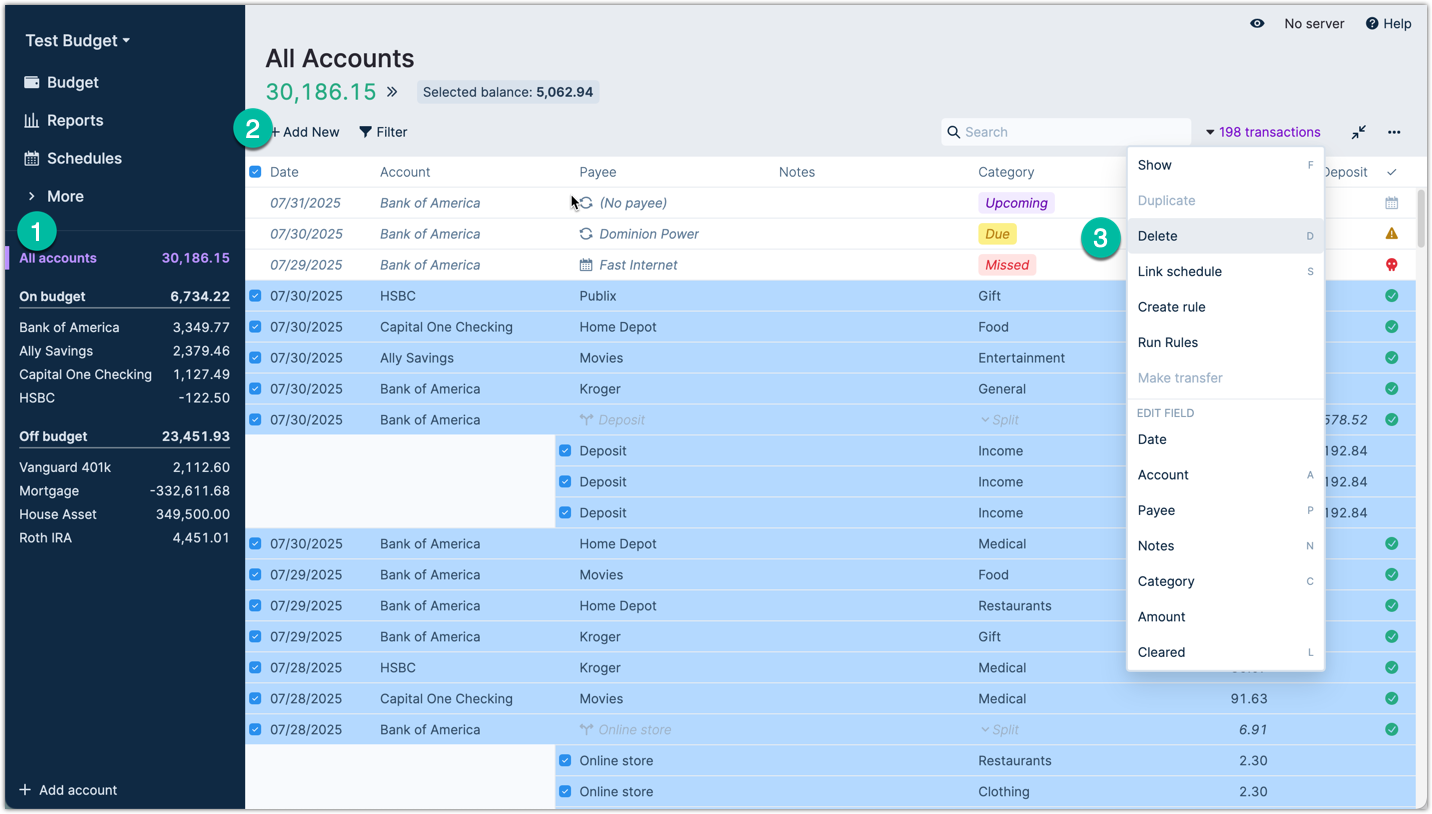 Test Budget
Budget
Reports
Schedules
More
1
All accounts 30,186.15
On budget 6,734.22
Bank of America 3,349.77
Ally Savings 2,379.46
Capital One Checking 1,127.49
HSBC -122.50
Off budget 23,451.93
Vanguard 401k 2,112.60
Mortgage -332,611.68
House Asset 349,500.00
Roth IRA 4,451.01
+ Add account
No server ? Help
All Accounts
30,186.15 » Selected balance: 5,062.94
2 + Add New Filter Search 198 transactions
Date Account Payee Notes Category Deposit
07/31/2025 Bank of America (No payee) Upcoming
07/30/2025 Bank of America Dominion Power Due
07/29/2025 Bank of America Fast Internet Missed
07/30/2025 HSBC Publix Gift
07/30/2025 Capital One Checking Home Depot Food
07/30/2025 Ally Savings Movies Entertainment
07/30/2025 Bank of America Kroger General
07/30/2025 Bank of America Deposit Split 578.52
Deposit Income 192.84
Deposit Income 192.84
Deposit Income 192.84
07/30/2025 Bank of America Home Depot Medical
07/29/2025 Bank of America Movies Food
07/29/2025 Bank of America Home Depot Restaurants
07/29/2025 Bank of America Kroger Gift
07/28/2025 HSBC Kroger Medical
07/28/2025 Capital One Checking Movies Medical 91.63
07/28/2025 Bank of America Online store Split 6.91
Online store Restaurants 2.30
Online store Clothing 2.30
3
Show F
Duplicate
Delete D
Link schedule S
Create rule
Run Rules
Make transfer
EDIT FIELD
Date
Account A
Payee P
Notes N
Category C
Amount
Cleared L